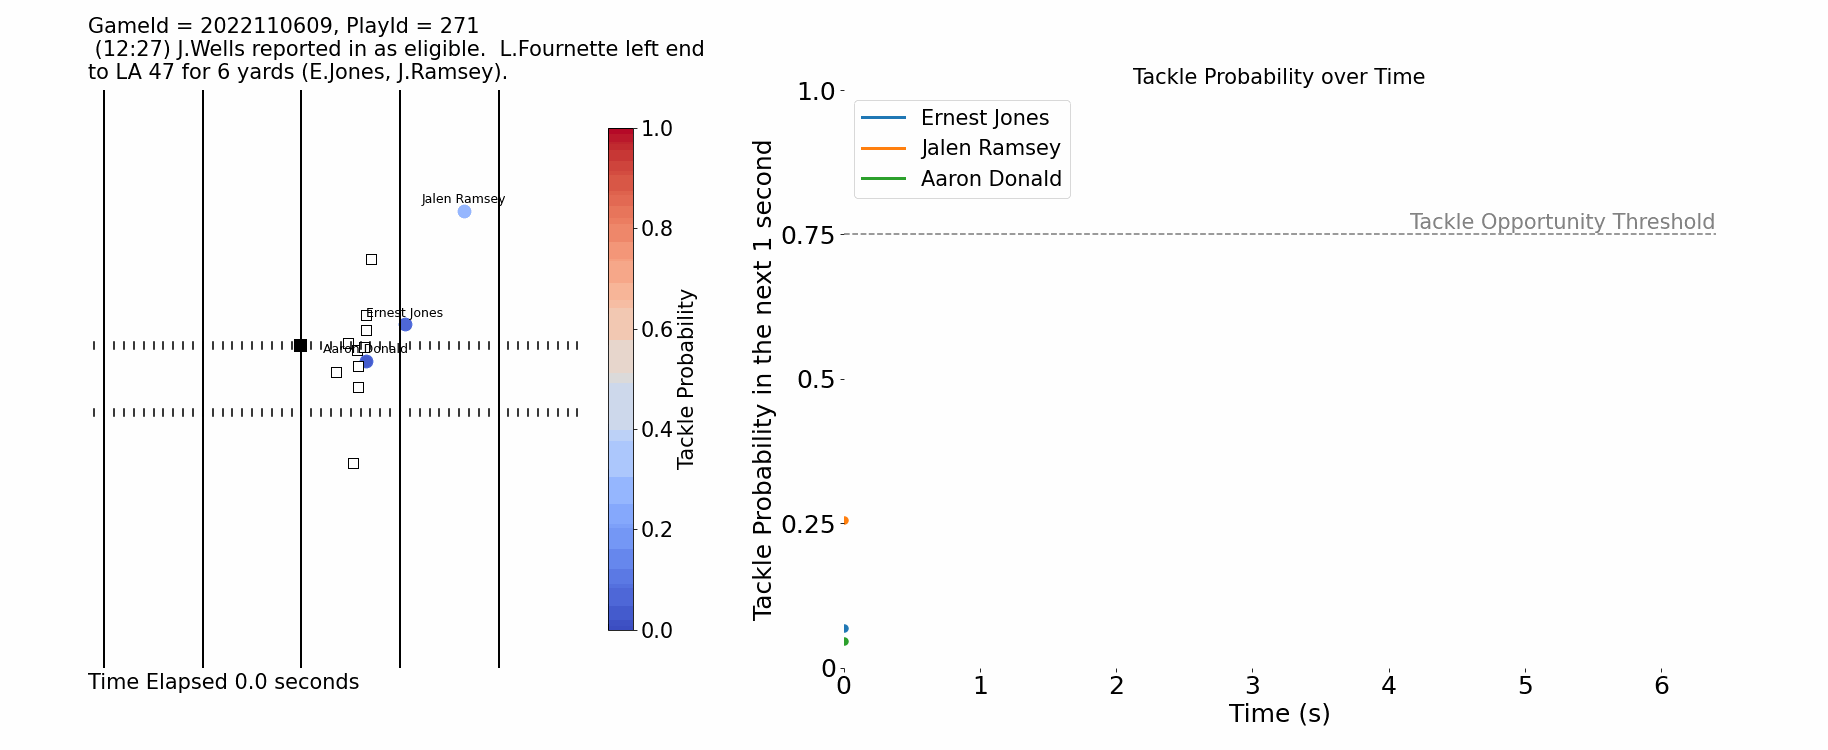 GameId = 2022110609, PlayId = 271
(12:27) J.Wells reported in as eligible.  L.Fournette left end
to LA 47 for 6 yards (E.Jones, J.Ramsey).
Jalen Ramsey
Ernest Jones
Aaron Donald
Time Elapsed 0.0 seconds
1.0
0.8
0.6
0.4
0.2
0.0
Tackle Probability
Tackle Probability over Time
Ernest Jones
Jalen Ramsey
Aaron Donald
Tackle Opportunity Threshold
Tackle Probability in the next 1 second
1.0
0.75
0.5
0.25
0
0 1 2 3 4 5 6
Time (s)